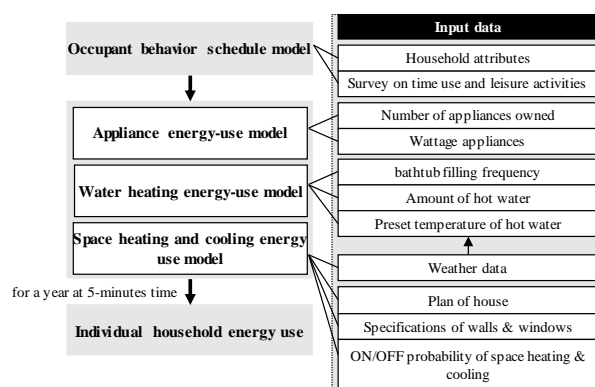 Input data
Occupant behavior schedule model
Household attributes
Survey on time use and leisure activities
Number of appliances owned
Appliance energy-use model
Wattage appliances
bathtub filling frequency
Water heating energy-use model
Amount of hot water
Preset temperature of hot water
Space heating and cooling energy
use model
Weather data
for a year at 5-minutes time
Plan of house
Individual household energy use
Specifications of walls & windows
ON/OFF probability of space heating &
cooling